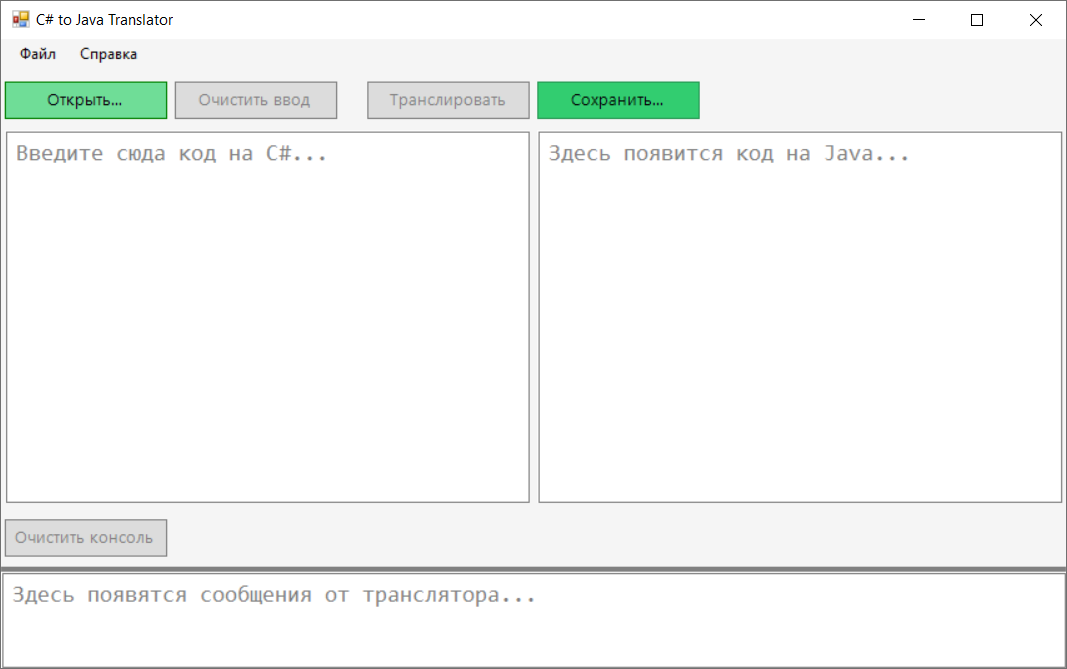 C# to Java Translator
Файл Справка
Открыть... Очистить ввод Транслировать Сохранить...
Введите сюда код на C#... Здесь появится код на Java...
Очистить консоль
Здесь появятся сообщения от транслятора...